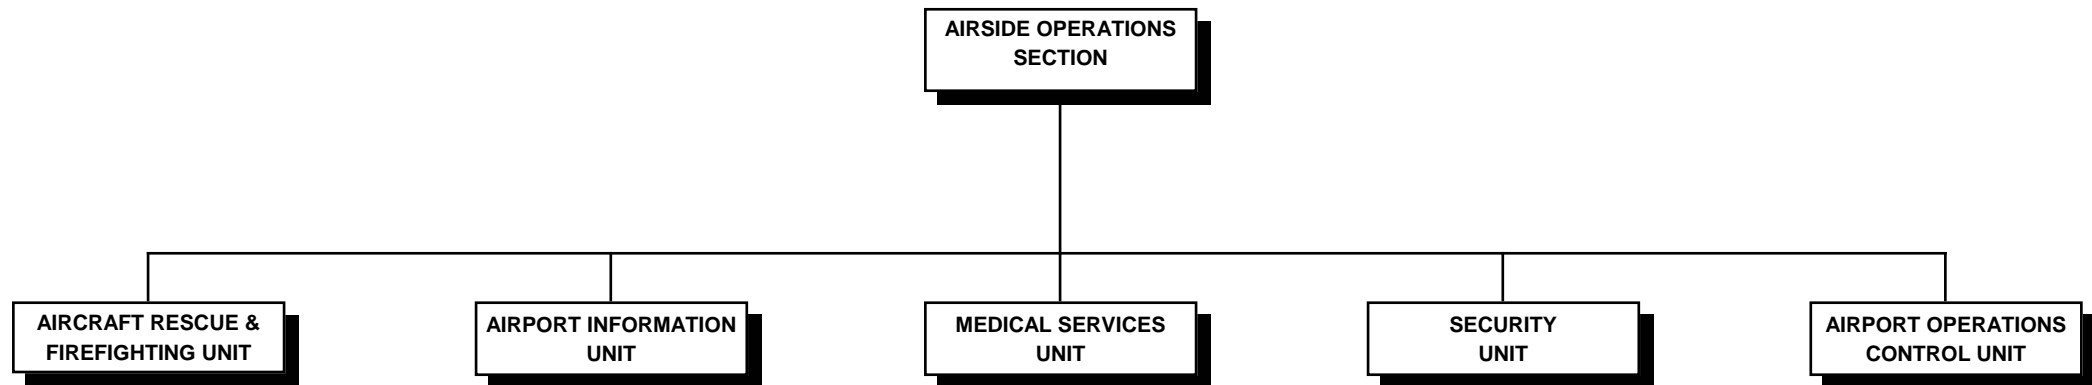 AIRSIDE OPERATIONS
SECTION
AIRCRAFT RESCUE &
FIREFIGHTING UNIT
AIRPORT INFORMATION
UNIT
MEDICAL SERVICES
UNIT
SECURITY
UNIT
AIRPORT OPERATIONS
CONTROL UNIT